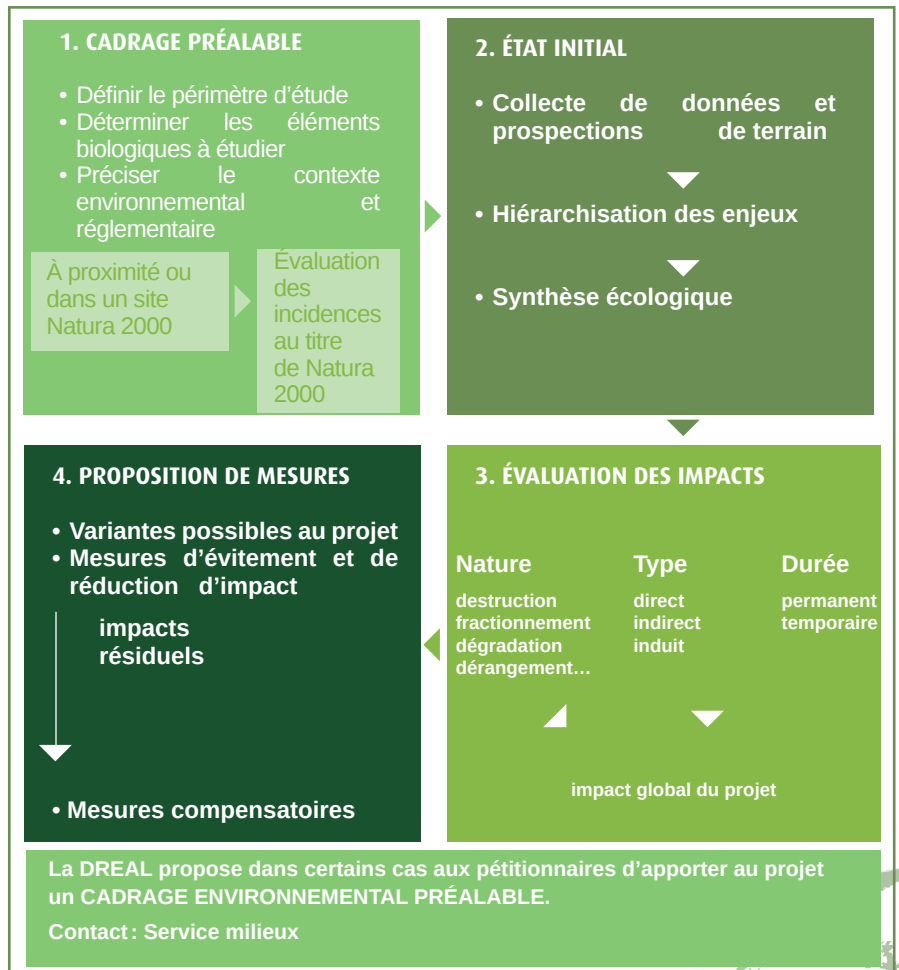 1. CADRAGE PRÉALABLE
• Définir le périmètre d'étude
• Déterminer les éléments
biologiques à étudier
• Préciser le contexte
environnemental et
réglementaire
À proximité ou
dans un site
Natura 2000
Évaluation
des
incidences
au titre
de Natura
2000
2. ÉTAT INITIAL
• Collecte de données et
prospections de terrain
• Hiérarchisation des enjeux
• Synthèse écologique
3. ÉVALUATION DES IMPACTS
Nature
destruction
fractionnement
dégradation
dérangement…
Type
direct
indirect
induit
Durée
permanent
temporaire
impact global du projet
4. PROPOSITION DE MESURES
• Variantes possibles au projet
• Mesures d'évitement et de
réduction d'impact
impacts
résiduels
• Mesures compensatoires
La DREAL propose dans certains cas aux pétitionnaires d'apporter au projet
un CADRAGE ENVIRONNEMENTAL PRÉALABLE.
Contact : Service milieux